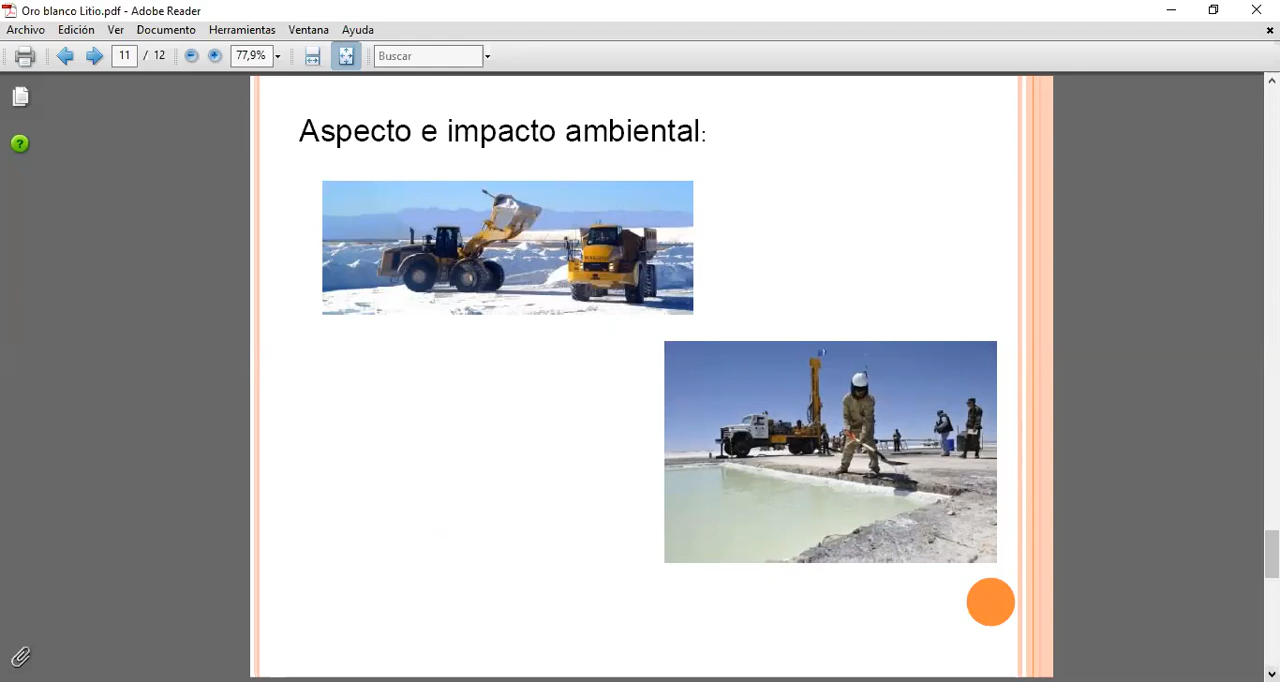 Oro blanco Litio.pdf - Adobe Reader
Archivo Edición Ver Documento Herramientas Ventana Ayuda
11 / 12 77,9% Buscar
Aspecto e impacto ambiental: